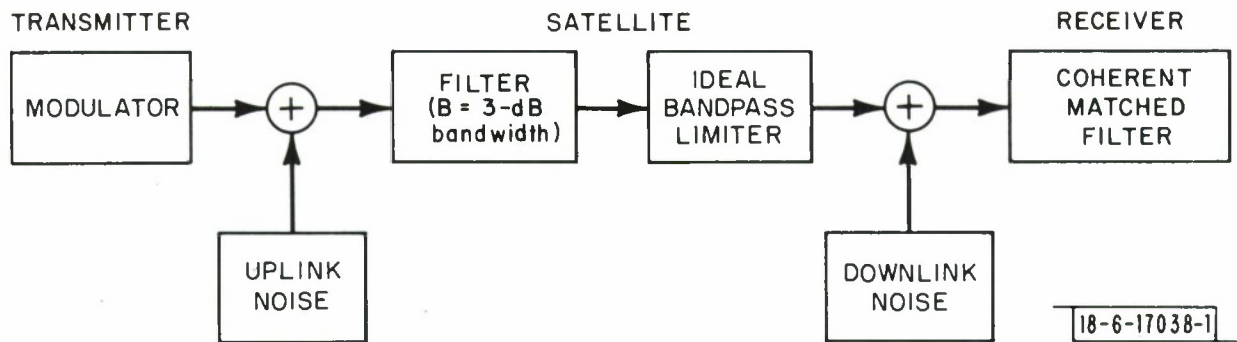 TRANSMITTER
SATELLITE
RECEIVER
MODULATOR
+
FILTER
(B = 3-dB
bandwidth)
IDEAL
BANDPASS
LIMITER
+
COHERENT
MATCHED
FILTER
UPLINK
NOISE
DOWNLINK
NOISE
18-6-17038-1